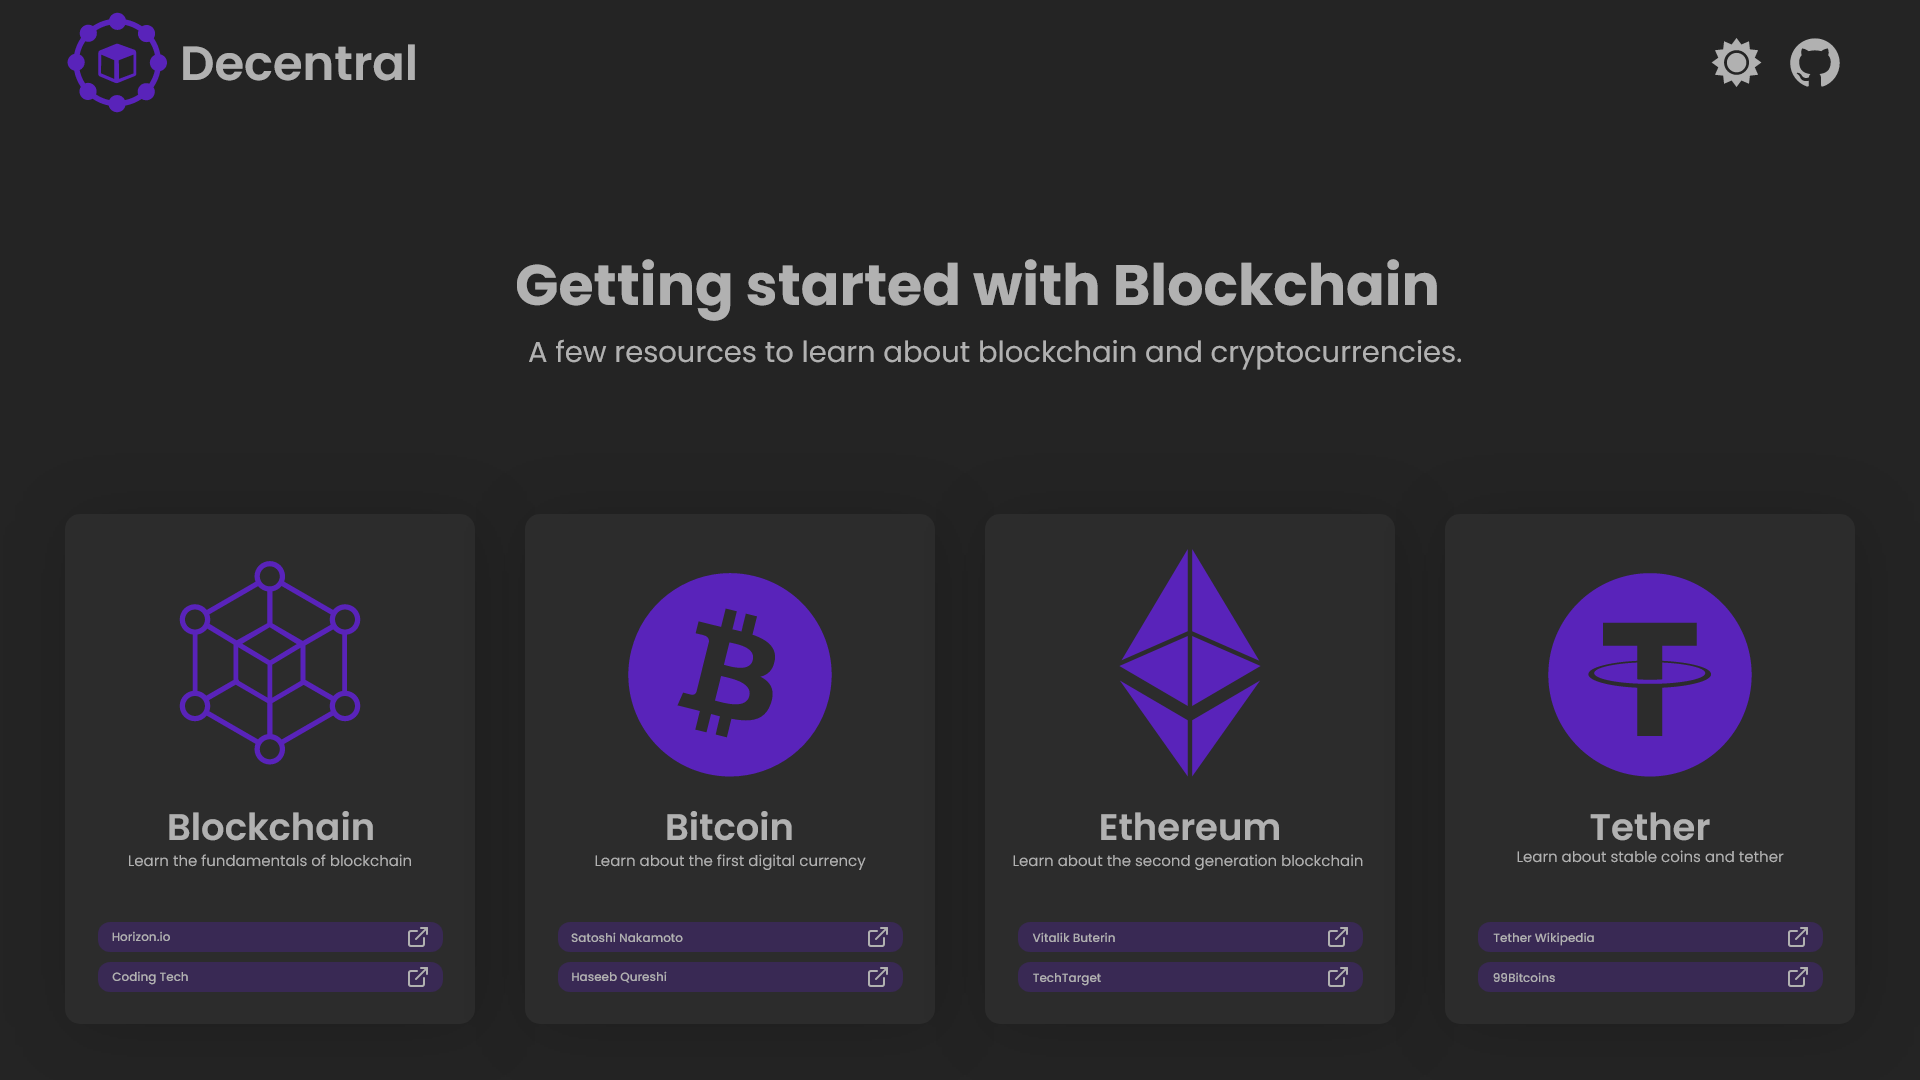 Decentral
Getting started with Blockchain
A few resources to learn about blockchain and cryptocurrencies.
Blockchain
Learn the fundamentals of blockchain
Horizon.io
Coding Tech
Bitcoin
Learn about the first digital currency
Satoshi Nakamoto
Haseeb Qureshi
Ethereum
Learn about the second generation blockchain
Vitalik Buterin
TechTarget
Tether
Learn about stable coins and tether
Tether Wikipedia
99Bitcoins